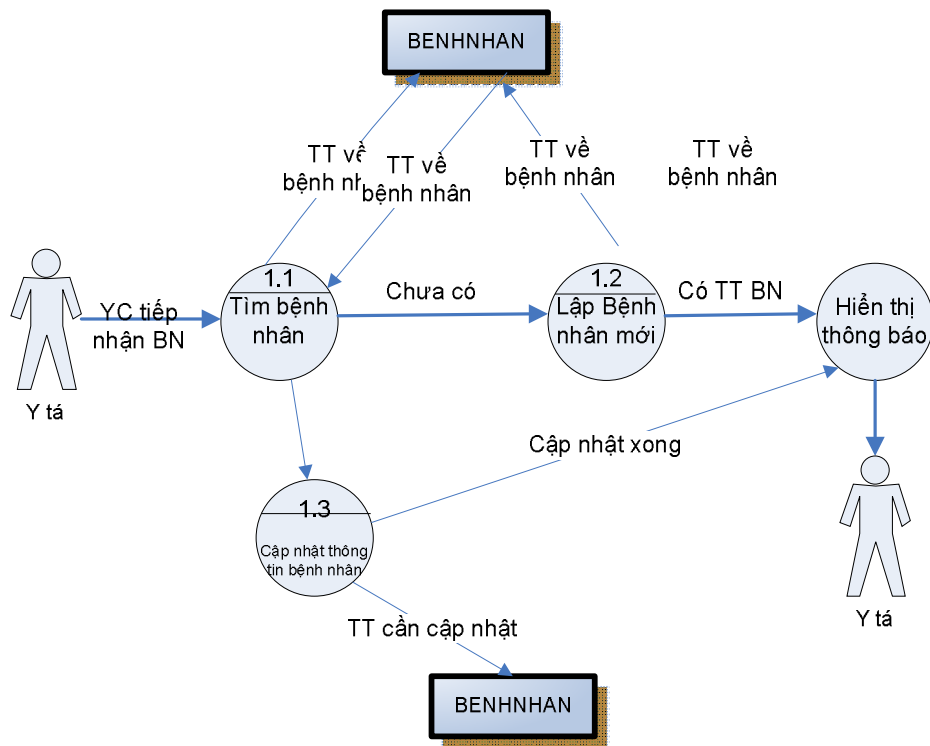 BENHNHAN
TT về
bệnh nh
TT về
bệnh nhân
TT về
bệnh nhân
TT về
bệnh nhân
YC tiếp
nhận BN
Y tá
1.1
Tìm bệnh
nhân
Chưa có
1.2
Lập Bệnh
nhân mới
Có TT BN
Hiển thị
thông báo
Cập nhật xong
Y tá
1.3
Cập nhật thông
tin bệnh nhân
TT cần cập nhật
BENHNHAN